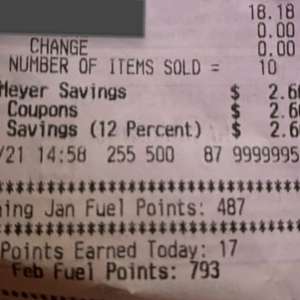 18.18
0.00
CHANGE 0.00
NUMBER OF ITEMS SOLD = 10
Meyer Savings $ 2.6
Coupons $ 2.6
Savings (12 Percent) $ 2.6
/21 14:58 255 500 87 9999995
************************************
ning Jan Fuel Points: 487
************************************
Points Earned Today: 17
Feb Fuel Points: 793